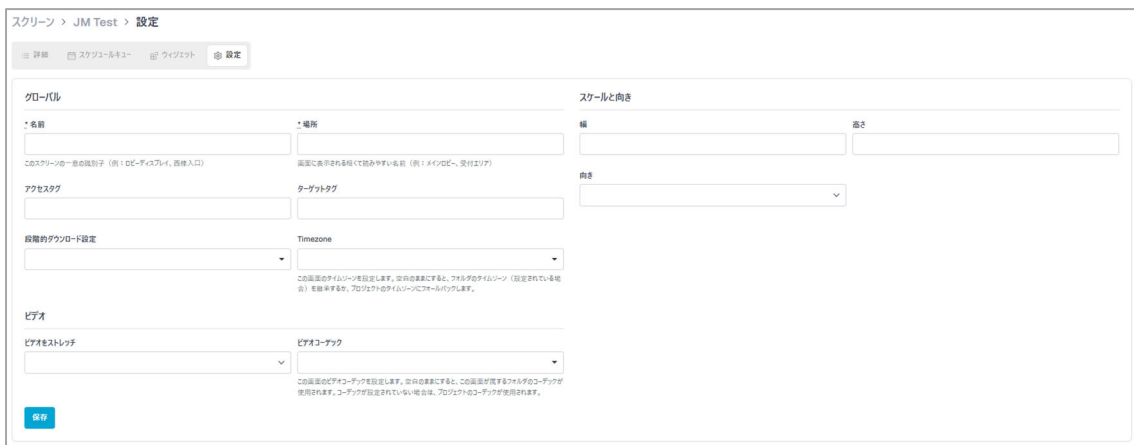 スクリーン > JM Test > 設定
詳細 スケジュールキュー ウィジェット 設定
グローバル
スケールと向き
* 名前
* 場所
幅
高さ
このスクリーンの一意の識別子（例：ロビーディスプレイ、西棟入口）
画面に表示される短くて読みやすい名前（例：メインロビー、受付エリア）
向き
アクセスタグ
ターゲットタグ
段階的ダウンロード設定
Timezone
この画面のタイムゾーンを設定します。空白のままにすると、フォルダのタイムゾーン（設定されている場
合）を継承するか、プロジェクトのタイムゾーンにフォールバックします。
ビデオ
ビデオをストレッチ
ビデオコーデック
この画面のビデオコーデックを設定します。空白のままにすると、この画面が属するフォルダのコーデックが
使用されます。コーデックが設定されていない場合は、プロジェクトのコーデックが使用されます。
保存